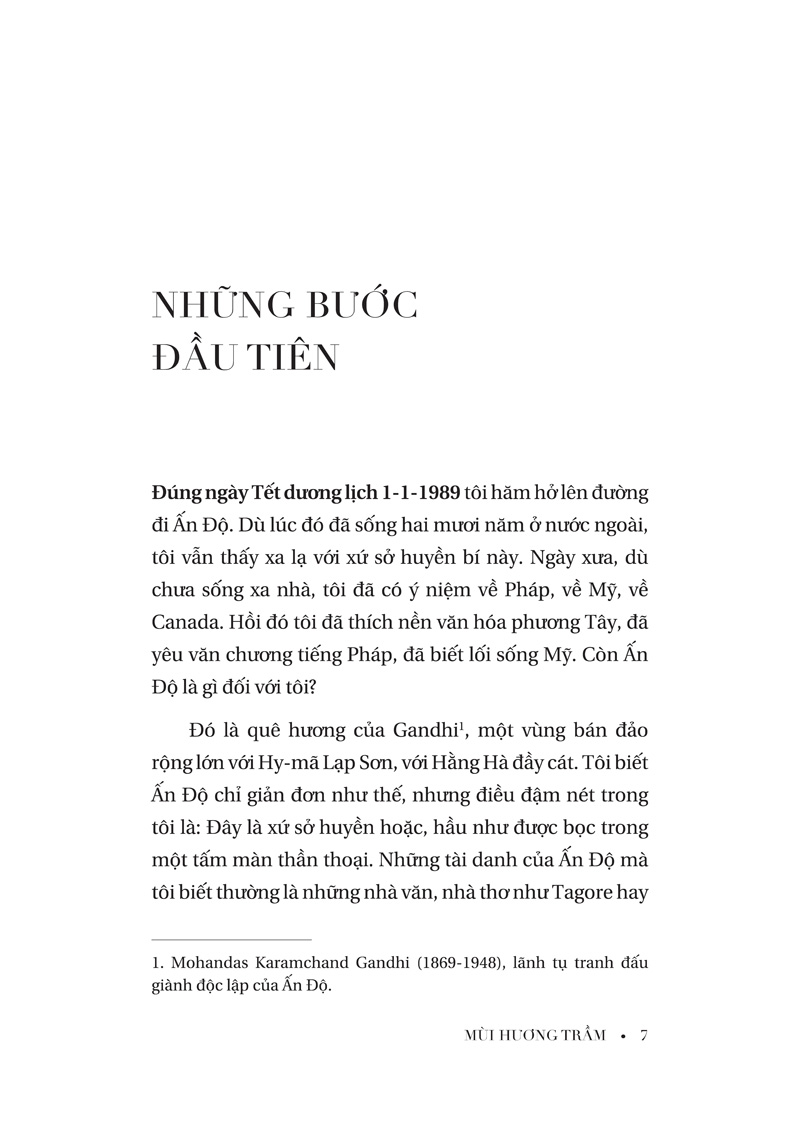 NHỮNG BƯỚC
ĐẦU TIÊN
Đúng ngày Tết dương lịch 1-1-1989 tôi hăm hở lên đường
đi Ấn Độ. Dù lúc đó đã sống hai mươi năm ở nước ngoài,
tôi vẫn thấy xa lạ với xứ sở huyền bí này. Ngày xưa, dù
chưa sống xa nhà, tôi đã có ý niệm về Pháp, về Mỹ, về
Canada. Hồi đó tôi đã thích nền văn hóa phương Tây, đã
yêu văn chương tiếng Pháp, đã biết lối sống Mỹ. Còn Ấn
Độ là gì đối với tôi?
Đó là quê hương của Gandhi¹, một vùng bán đảo
rộng lớn với Hy-mã Lạp Sơn, với Hằng Hà đầy cát. Tôi biết
Ấn Độ chỉ giản đơn như thế, nhưng điều đậm nét trong
tôi là: Đây là xứ sở huyền hoặc, hầu như được bọc trong
một tấm màn thần thoại. Những tài danh của Ấn Độ mà
tôi biết thường là những nhà văn, nhà thơ như Tagore hay
1. Mohandas Karamchand Gandhi (1869-1948), lãnh tụ tranh đấu
giành độc lập của Ấn Độ.
MÙI HƯƠNG TRẦM • 7